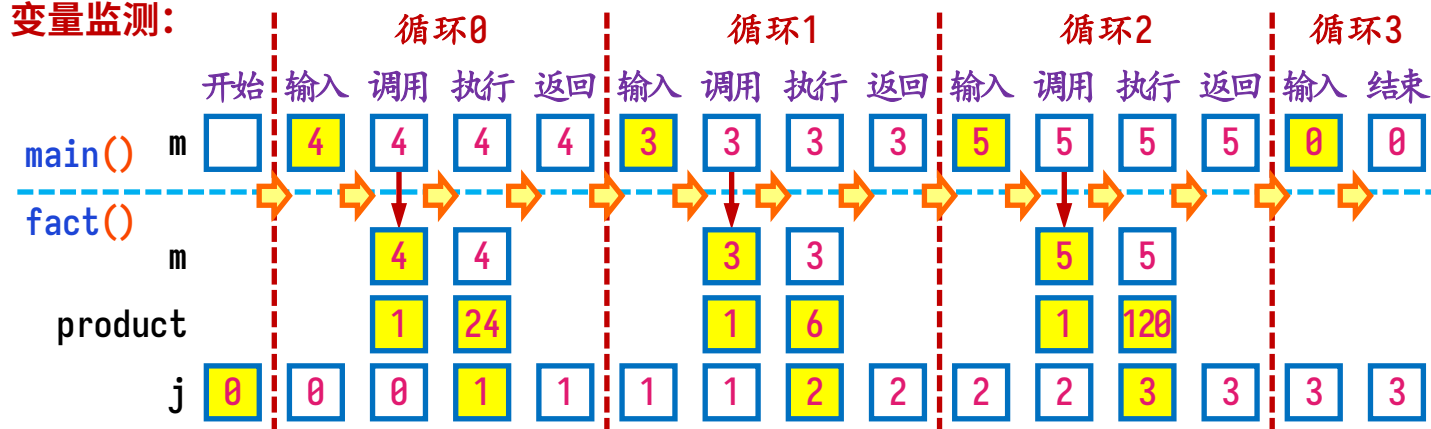 变量监测：
循环0 循环1 循环2 循环3
开始 输入 调用 执行 返回 输入 调用 执行 返回 输入 调用 执行 返回 输入 结束
main() m 4 4 4 4 3 3 3 3 5 5 5 5 0 0
fact()
m 4 4 3 3 5 5
product 1 24 1 6 1 120
j 0 0 0 1 1 1 1 2 2 2 2 3 3 3 3